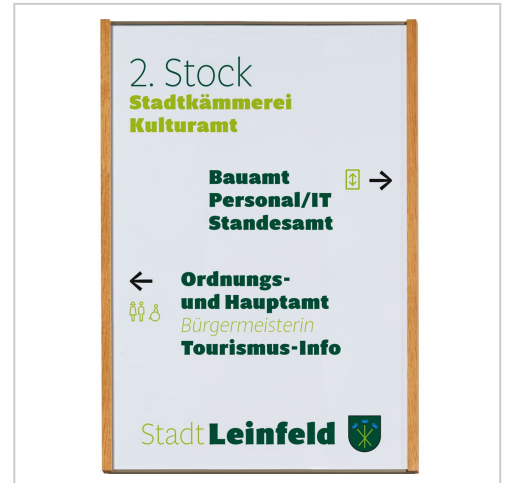 2. Stock
Stadtkämmerei
Kulturamt
Bauamt
Personal/IT
Standesamt
Ordnungs-
und Hauptamt
Bürgermeisterin
Tourismus-Info
Stadt Leinfeld